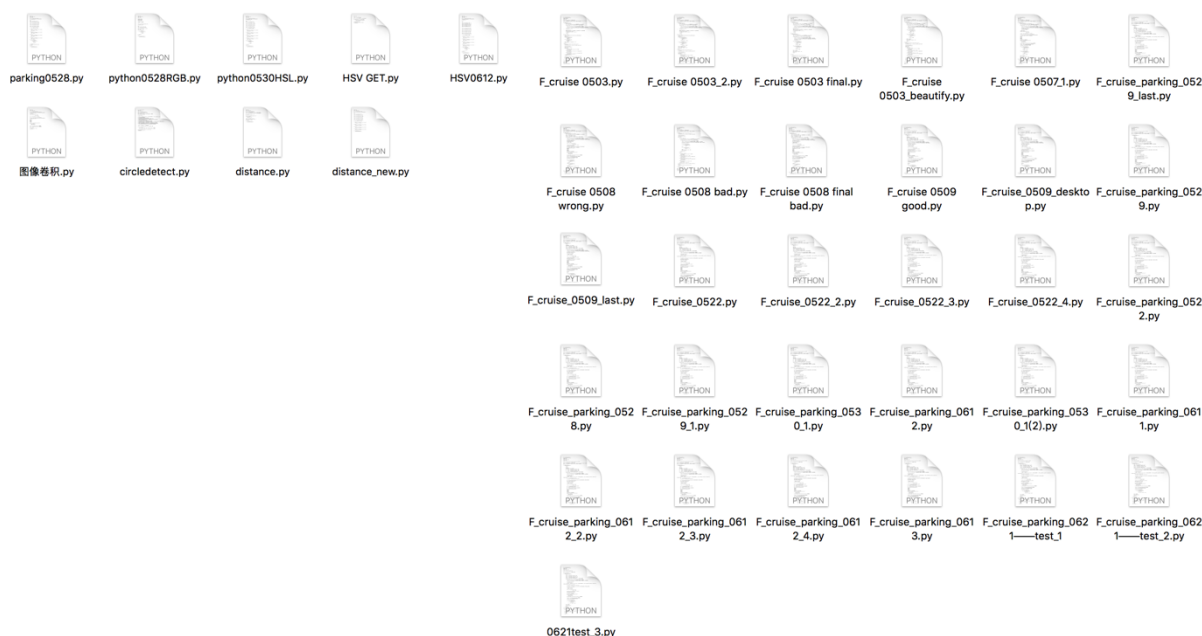 PYTHON
parking0528.py
PYTHON
python0528RGB.py
PYTHON
python0530HSL.py
PYTHON
HSV GET.py
PYTHON
HSV0612.py
PYTHON
图像卷积.py
PYTHON
circledetect.py
PYTHON
distance.py
PYTHON
distance_new.py
PYTHON
F_cruise 0503.py
PYTHON
F_cruise 0503_2.py
PYTHON
F_cruise 0503 final.py
PYTHON
F_cruise
0503_beautify.py
PYTHON
F_cruise 0507_1.py
PYTHON
F_cruise_parking_052
9_last.py
PYTHON
F_cruise 0508
wrong.py
PYTHON
F_cruise 0508 bad.py
PYTHON
F_cruise 0508 final
bad.py
PYTHON
F_cruise 0509
good.py
PYTHON
F_cruise_0509_deskto
p.py
PYTHON
F_cruise_parking_052
9.py
PYTHON
F_cruise_0509_last.py
PYTHON
F_cruise_0522.py
PYTHON
F_cruise_0522_2.py
PYTHON
F_cruise_0522_3.py
PYTHON
F_cruise_0522_4.py
PYTHON
F_cruise_parking_052
2.py
PYTHON
F_cruise_parking_052
8.py
PYTHON
F_cruise_parking_052
9_1.py
PYTHON
F_cruise_parking_053
0_1.py
PYTHON
F_cruise_parking_061
2.py
PYTHON
F_cruise_parking_053
0_1(2).py
PYTHON
F_cruise_parking_061
1.py
PYTHON
F_cruise_parking_061
2_2.py
PYTHON
F_cruise_parking_061
2_3.py
PYTHON
F_cruise_parking_061
2_4.py
PYTHON
F_cruise_parking_061
3.py
PYTHON
F_cruise_parking_062
1——test_1
PYTHON
F_cruise_parking_062
1——test_2.py
PYTHON
0621test_3.py